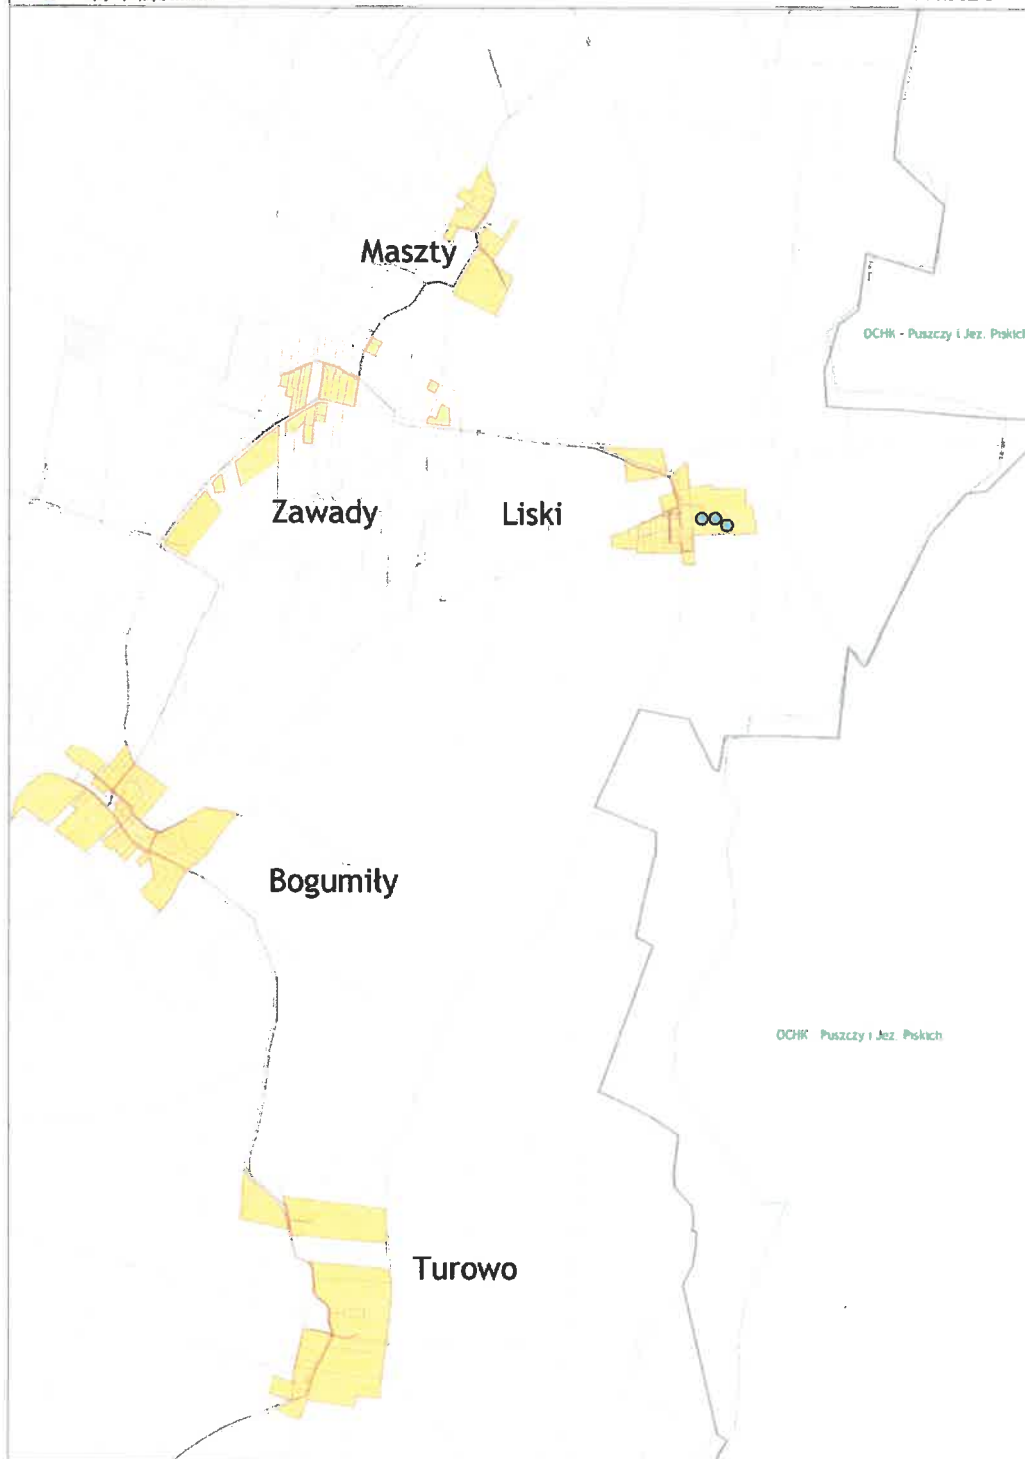 Maszty
OCHK - Puszczy i Jez. Piskich
Zawady
Liski
Bogumiły
OCHK Puszczy i Jez. Piskich
Turowo